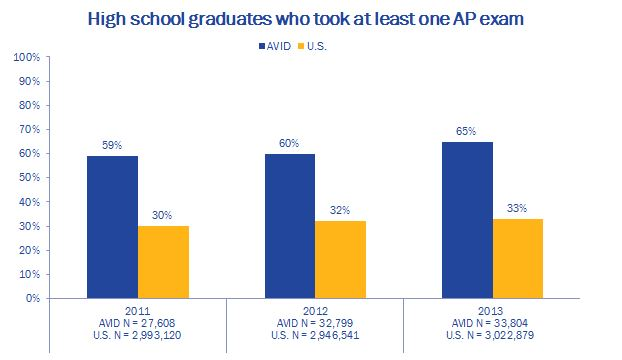 High school graduates who took at least one AP exam
AVID U.S.
100%
90%
80%
70%
60%
50%
40%
30%
20%
10%
0%
59%
30%
60%
32%
65%
33%
2011
AVID N = 27,608
U.S. N = 2,993,120
2012
AVID N = 32,799
U.S. N = 2,946,541
2013
AVID N = 33,804
U.S. N = 3,022,879